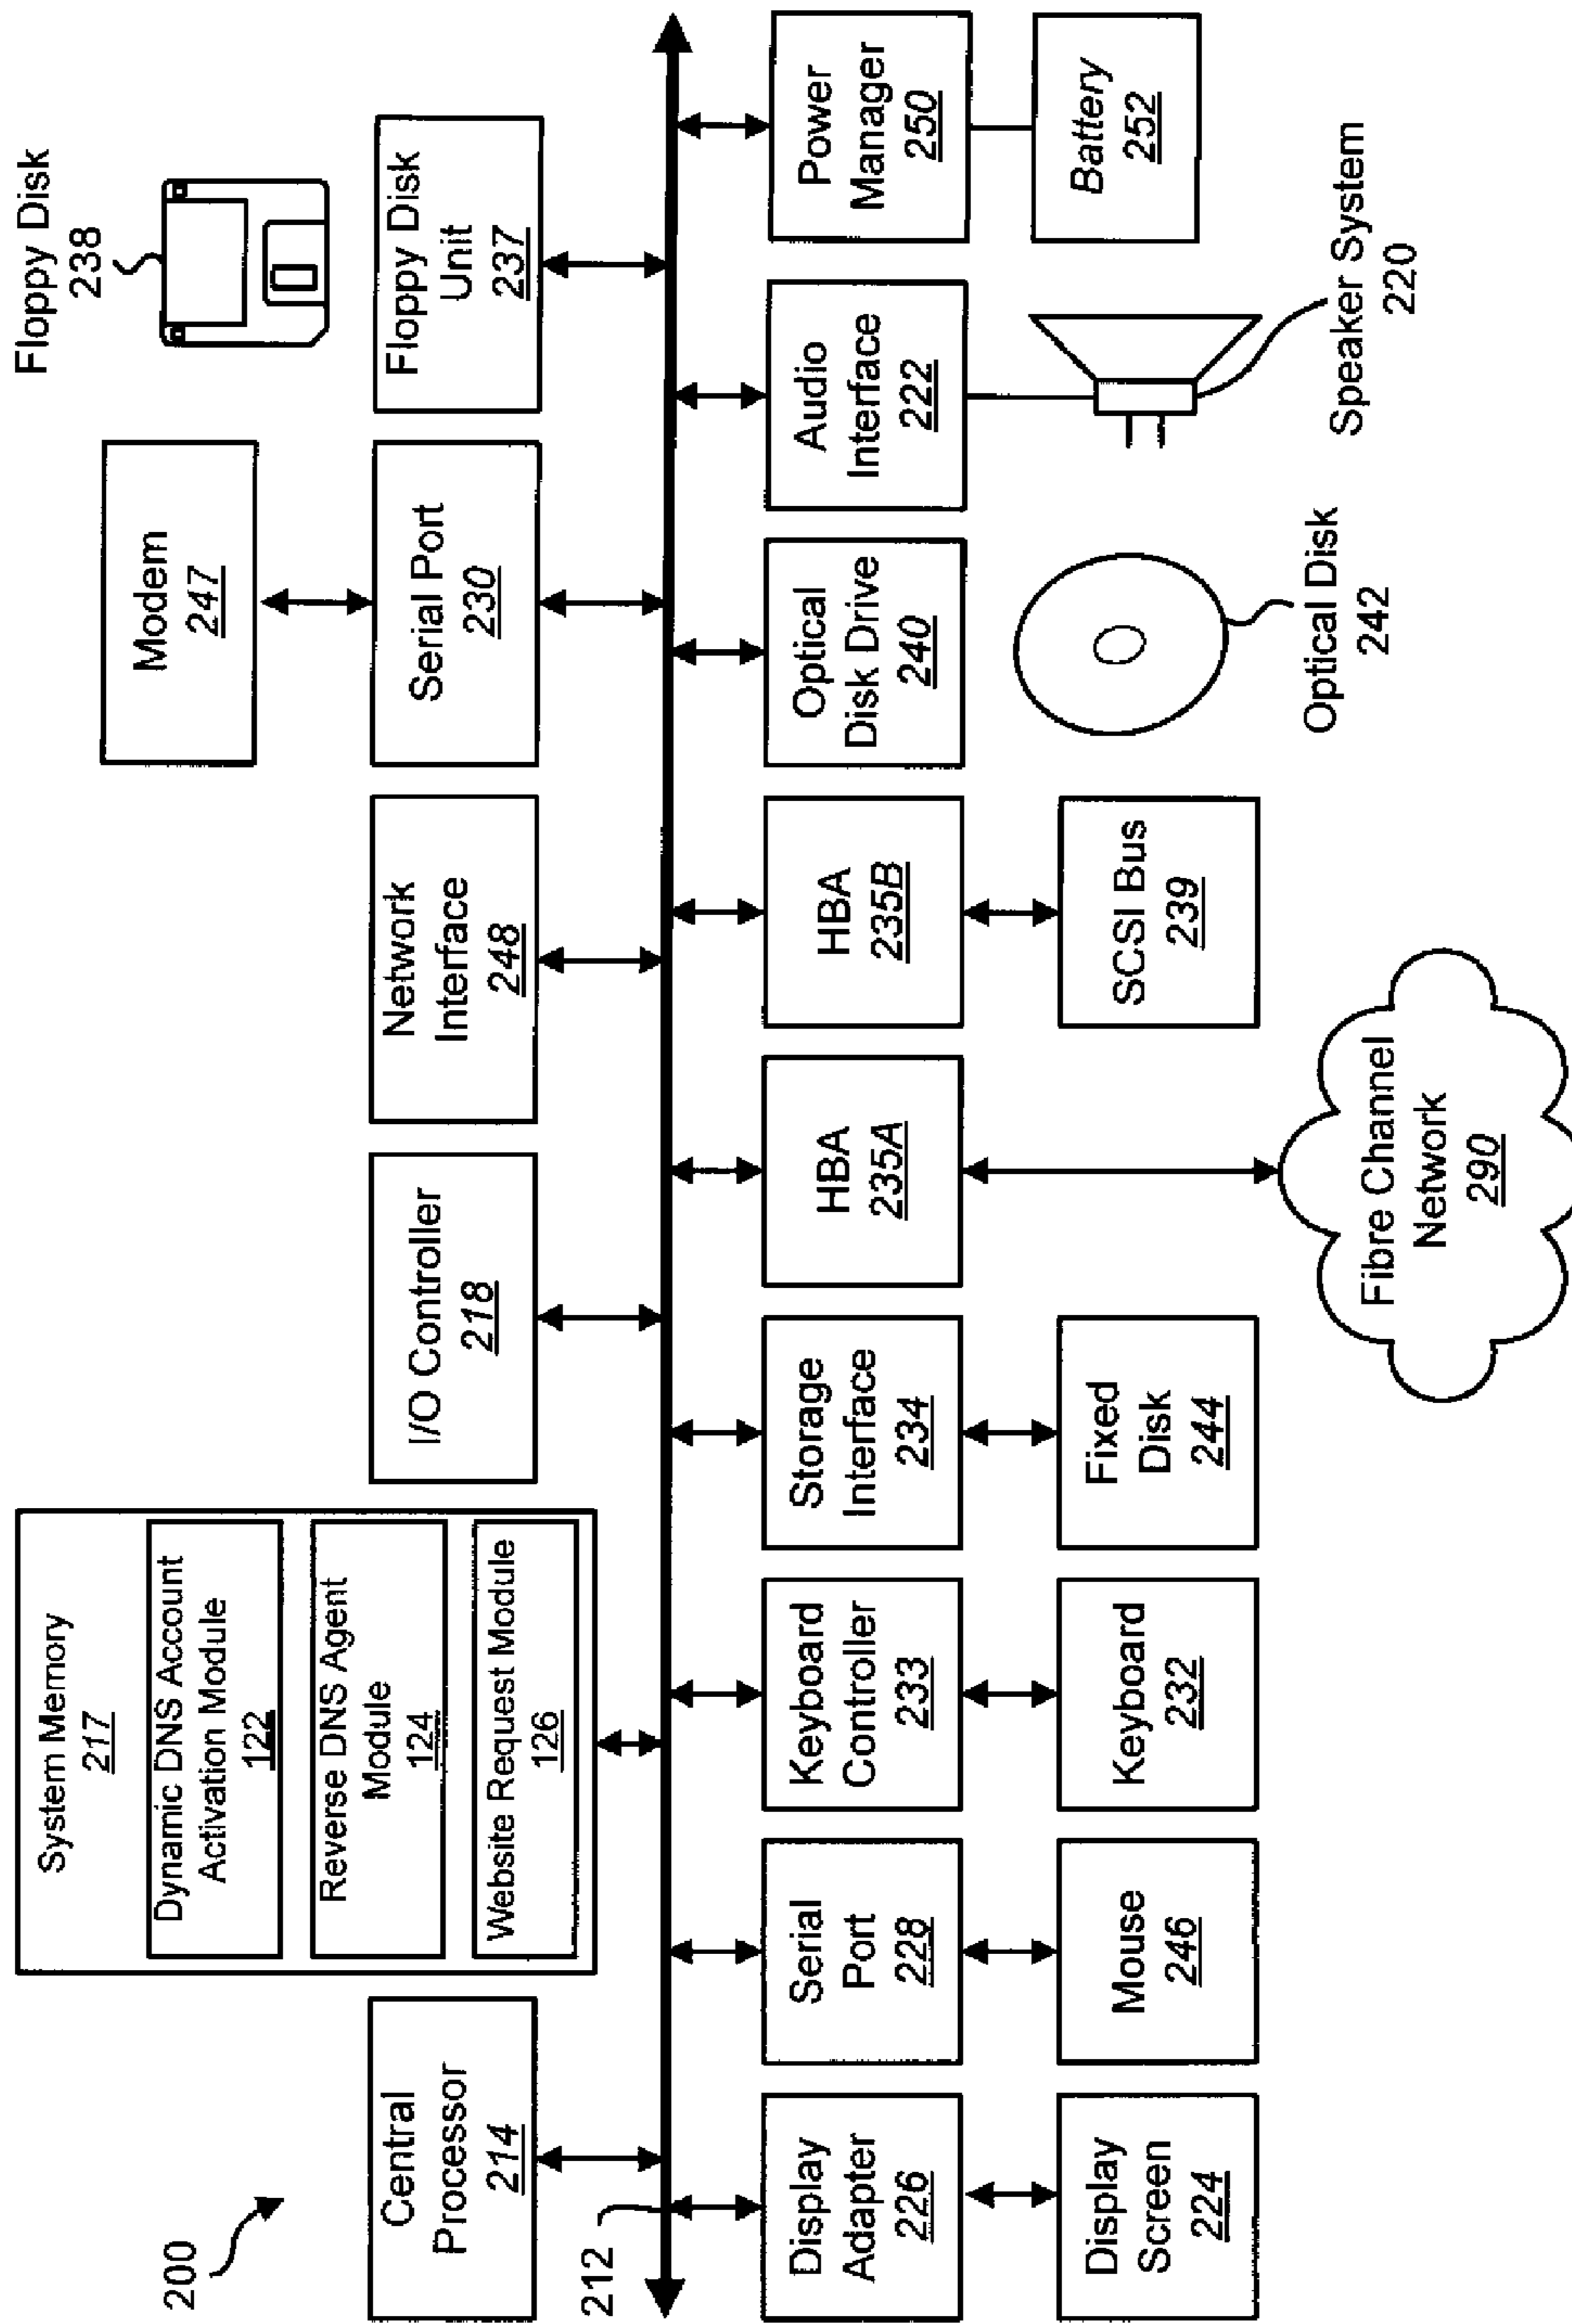 200
Central
Processor
214
System Memory
217
Dynamic DNS Account
Activation Module
122
Reverse DNS Agent
Module
124
Website Request Module
126
I/O Controller
218
Network
Interface
248
Modem
247
Serial Port
230
Floppy Disk
238
Floppy Disk
Unit
237
212
Display
Adapter
226
Serial
Port
228
Keyboard
Controller
233
Storage
Interface
234
HBA
235A
HBA
235B
Optical
Disk Drive
240
Audio
Interface
222
Power
Manager
250
Display
Screen
224
Mouse
246
Keyboard
232
Fixed
Disk
244
Fibre Channel
Network
290
SCSI Bus
239
Optical Disk
242
Speaker System
220
Battery
252